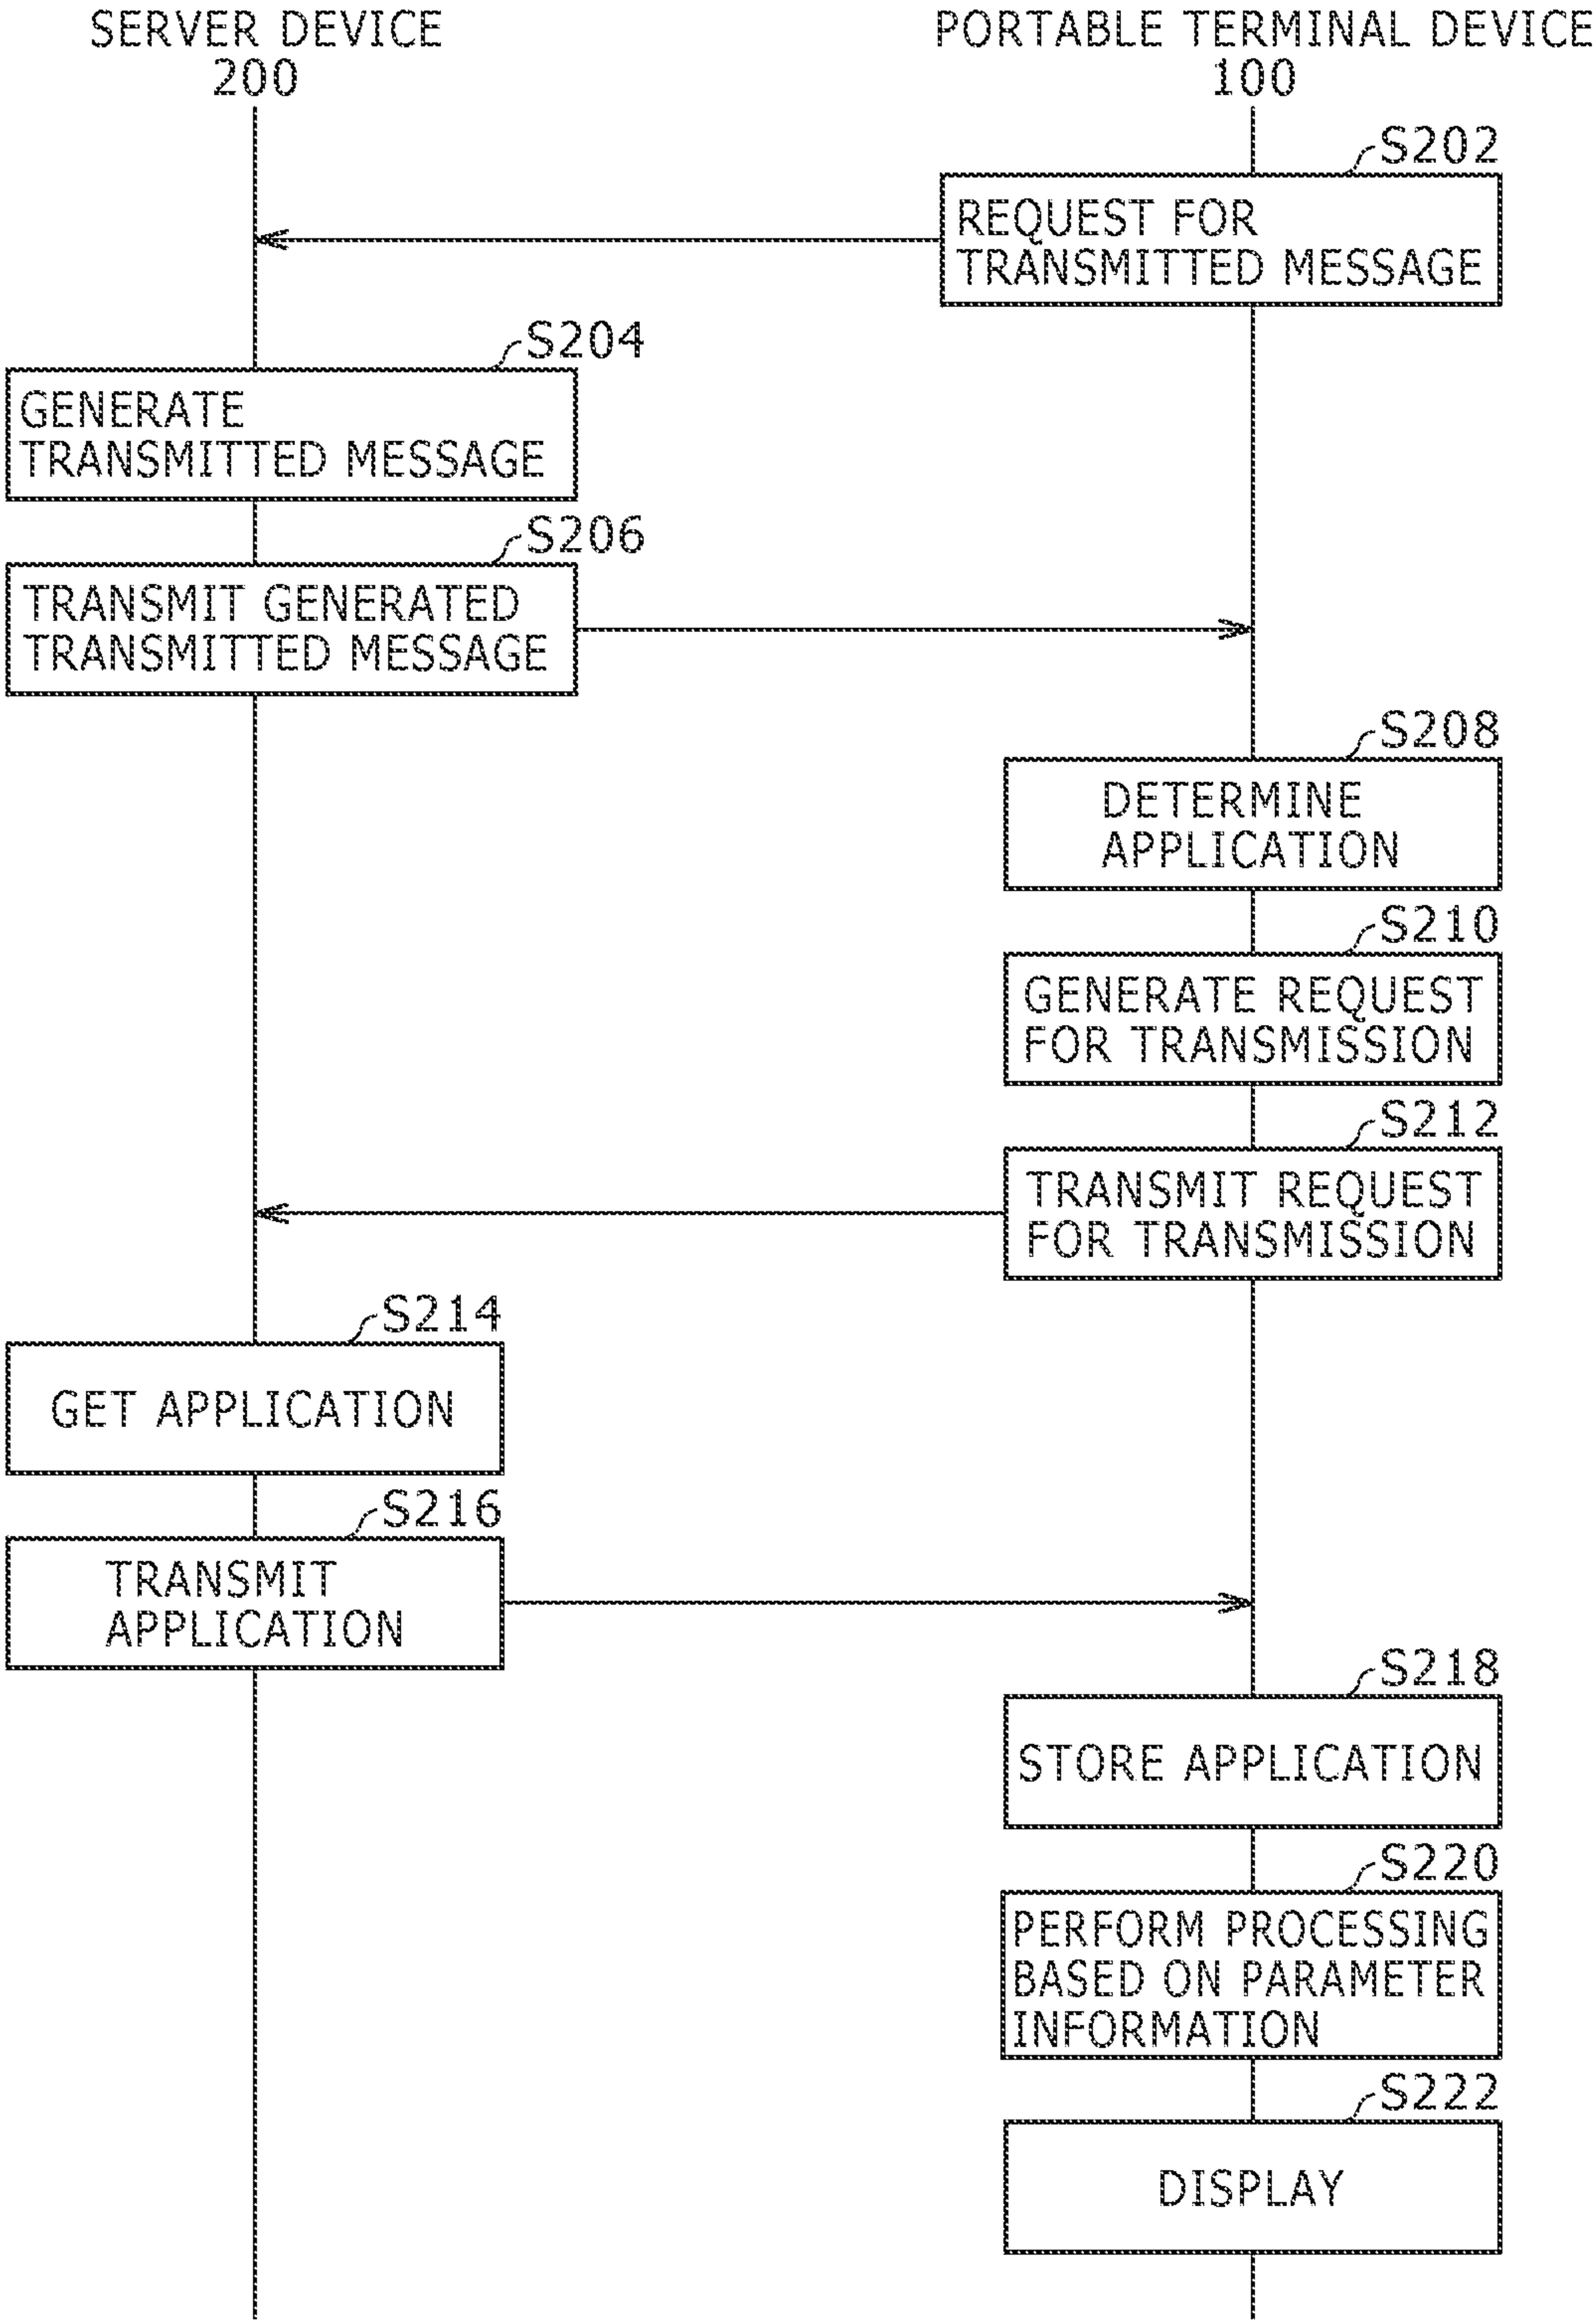 SERVER DEVICE
200
PORTABLE TERMINAL DEVICE
100
S202
REQUEST FOR
TRANSMITTED MESSAGE
S204
GENERATE
TRANSMITTED MESSAGE
S206
TRANSMIT GENERATED
TRANSMITTED MESSAGE
S208
DETERMINE
APPLICATION
S210
GENERATE REQUEST
FOR TRANSMISSION
S212
TRANSMIT REQUEST
FOR TRANSMISSION
S214
GET APPLICATION
S216
TRANSMIT
APPLICATION
S218
STORE APPLICATION
S220
PERFORM PROCESSING
BASED ON PARAMETER
INFORMATION
S222
DISPLAY